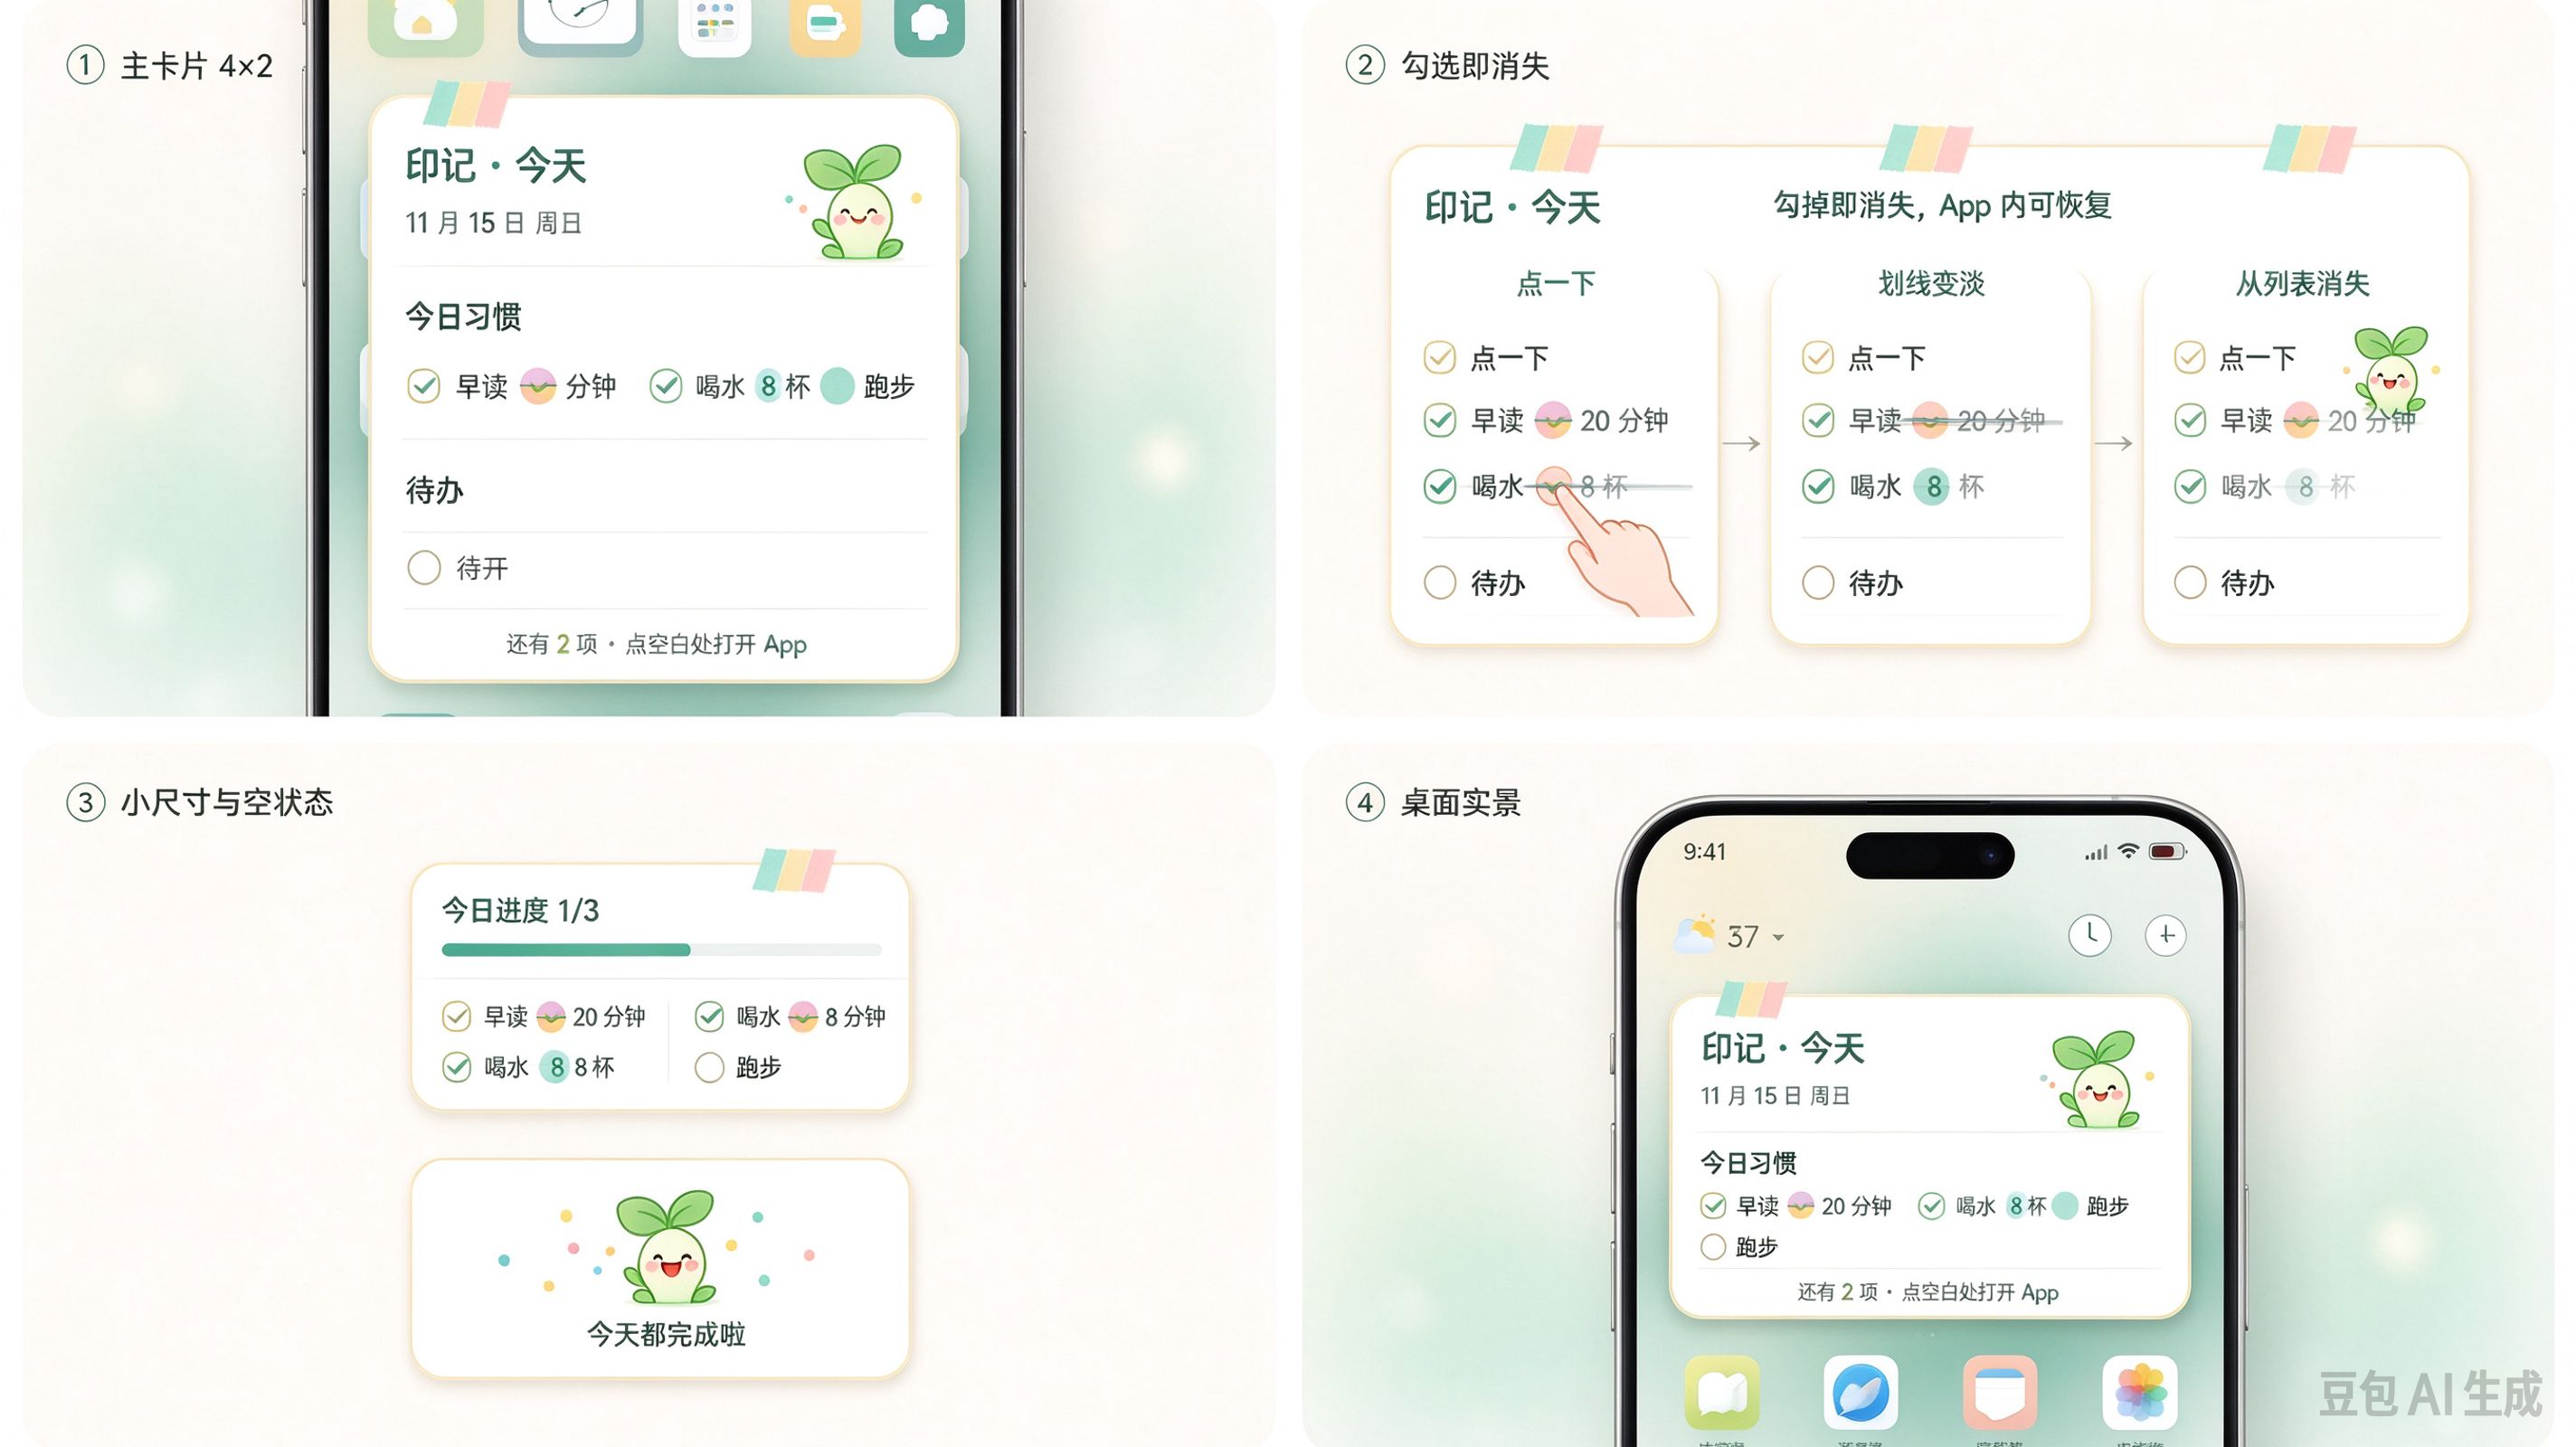 ① 主卡片 4×2
印记 · 今天
11 月 15 日 周日
今日习惯
早读 分钟 喝水 8 杯 跑步
待办
待开
还有 2 项 · 点空白处打开 App
② 勾选即消失
印记 · 今天
勾掉即消失，App 内可恢复
点一下
点一下
早读 20 分钟
喝水 8 杯
待办
划线变淡
点一下
早读 20 分钟
喝水 8 杯
待办
从列表消失
点一下
早读 20 分钟
喝水 8 杯
待办
③ 小尺寸与空状态
今日进度 1/3
早读 20 分钟 喝水 8 分钟
喝水 8 8 杯 跑步
今天都完成啦
④ 桌面实景
9:41
37
印记 · 今天
11 月 15 日 周日
今日习惯
早读 20 分钟 喝水 8 杯 跑步
跑步
还有 2 项 · 点空白处打开 App
豆包 AI 生成